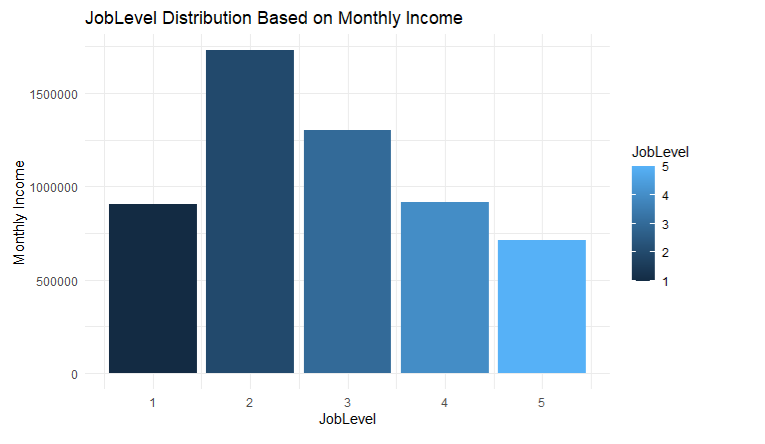 JobLevel Distribution Based on Monthly Income
Monthly Income
1500000
1000000
500000
0
1 2 3 4 5
JobLevel
JobLevel
5
4
3
2
1